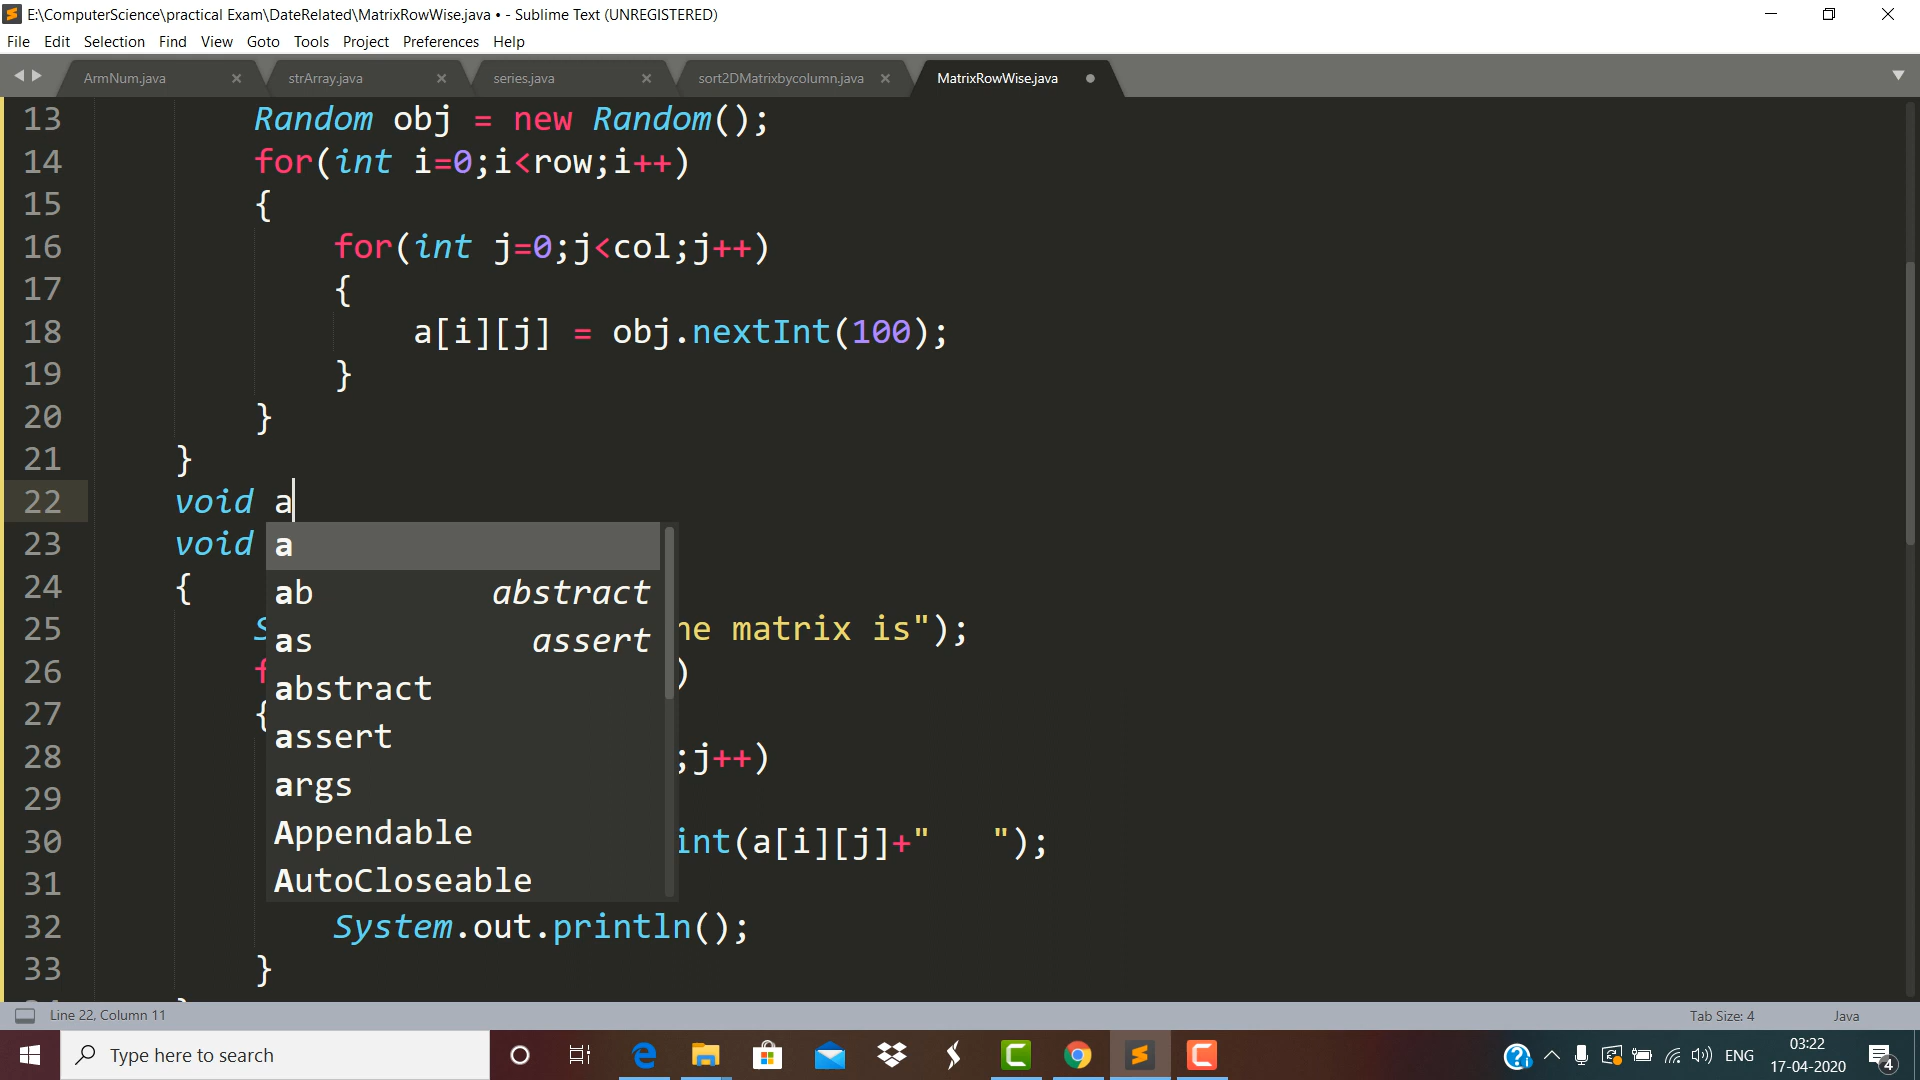 E:\ComputerScience\practical Exam\DateRelated\MatrixRowWise.java • - Sublime Text (UNREGISTERED)
File Edit Selection Find View Goto Tools Project Preferences Help
ArmNum.java strArray.java series.java sort2DMatrixbycolumn.java MatrixRowWise.java
13 Random obj = new Random();
14 for(int i=0;i<row;i++)
15 {
16 for(int j=0;j<col;j++)
17 {
18 a[i][j] = obj.nextInt(100);
19 }
20 }
21 }
22 void a
23 void
24 {
25 S he matrix is");
26 f )
27 {
28 ;j++)
29
30 int(a[i][j]+"   ");
31
32 System.out.println();
33 }
a
ab abstract
as assert
abstract
assert
args
Appendable
AutoCloseable
Line 22, Column 11 Tab Size: 4 Java
Type here to search
ENG
03:22
17-04-2020
4